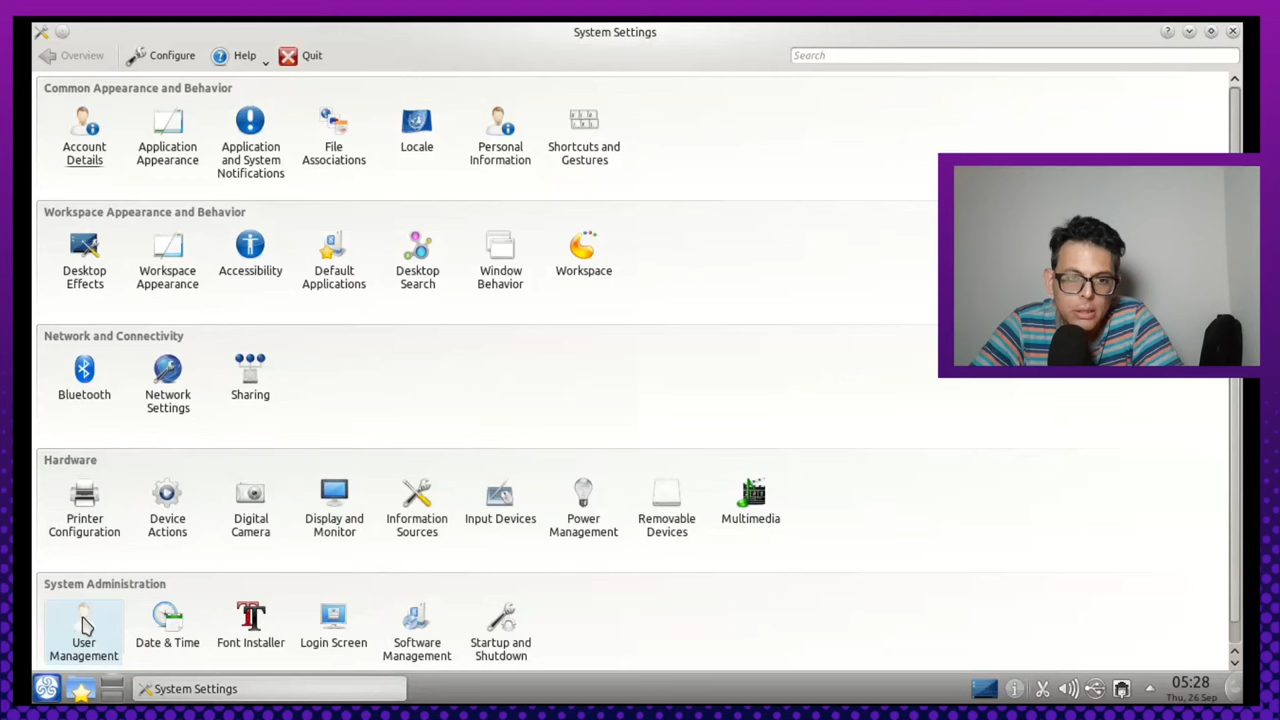 System Settings
Overview Configure Help Quit Search
Common Appearance and Behavior
Account Details
Application Appearance
Application and System Notifications
File Associations
Locale
Personal Information
Shortcuts and Gestures
Workspace Appearance and Behavior
Desktop Effects
Workspace Appearance
Accessibility
Default Applications
Desktop Search
Window Behavior
Workspace
Network and Connectivity
Bluetooth
Network Settings
Sharing
Hardware
Printer Configuration
Device Actions
Digital Camera
Display and Monitor
Information Sources
Input Devices
Power Management
Removable Devices
Multimedia
System Administration
User Management
Date & Time
Font Installer
Login Screen
Software Management
Startup and Shutdown
System Settings
05:28
Thu, 26 Sep